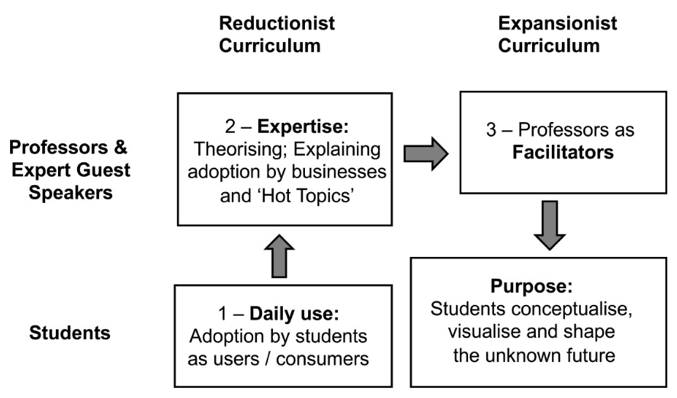 Reductionist
Curriculum
Expansionist
Curriculum
Professors &
Expert Guest
Speakers
2 – Expertise:
Theorising; Explaining
adoption by businesses
and ‘Hot Topics’
3 – Professors as
Facilitators
Students
1 – Daily use:
Adoption by students
as users / consumers
Purpose:
Students conceptualise,
visualise and shape
the unknown future